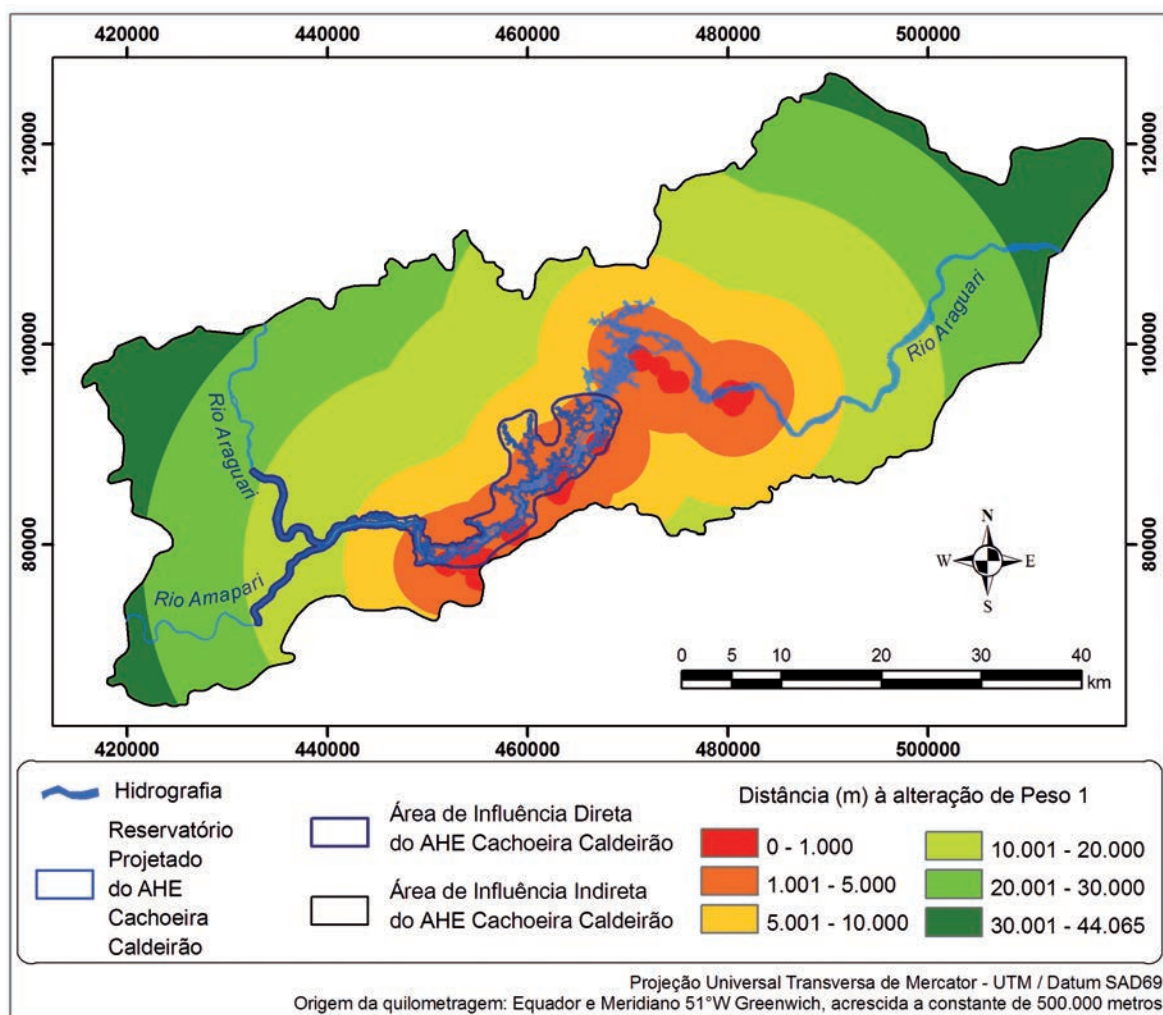 420000 440000 460000 480000 500000
120000 120000
100000 100000
80000 80000
Rio Araguari
Rio Araguari
Rio Amapari
N
W E
S
0 5 10 20 30 40
km
420000 440000 460000 480000 500000
Hidrografia
Reservatório
Projetado
do AHE
Cachoeira
Caldeirão
Área de Influência Direta
do AHE Cachoeira Caldeirão
Área de Influência Indireta
do AHE Cachoeira Caldeirão
Distância (m) à alteração de Peso 1
0 - 1.000
1.001 - 5.000
5.001 - 10.000
10.001 - 20.000
20.001 - 30.000
30.001 - 44.065
Projeção Universal Transversa de Mercator - UTM / Datum SAD69
Origem da quilometragem: Equador e Meridiano 51°W Greenwich, acrescida a constante de 500.000 metros